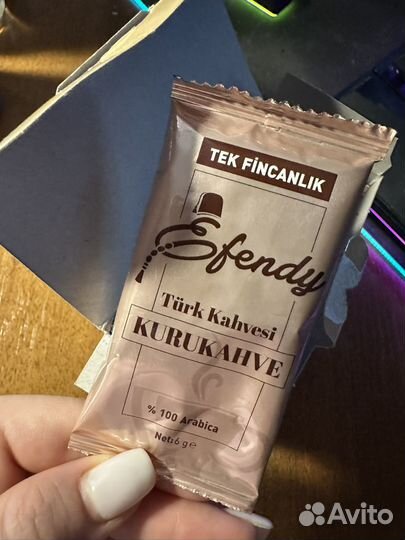 TEK FİNCANLIK
Efendy
Türk Kahvesi
KURUKAHVE
% 100 Arabica
Net:6 g℮
Avito